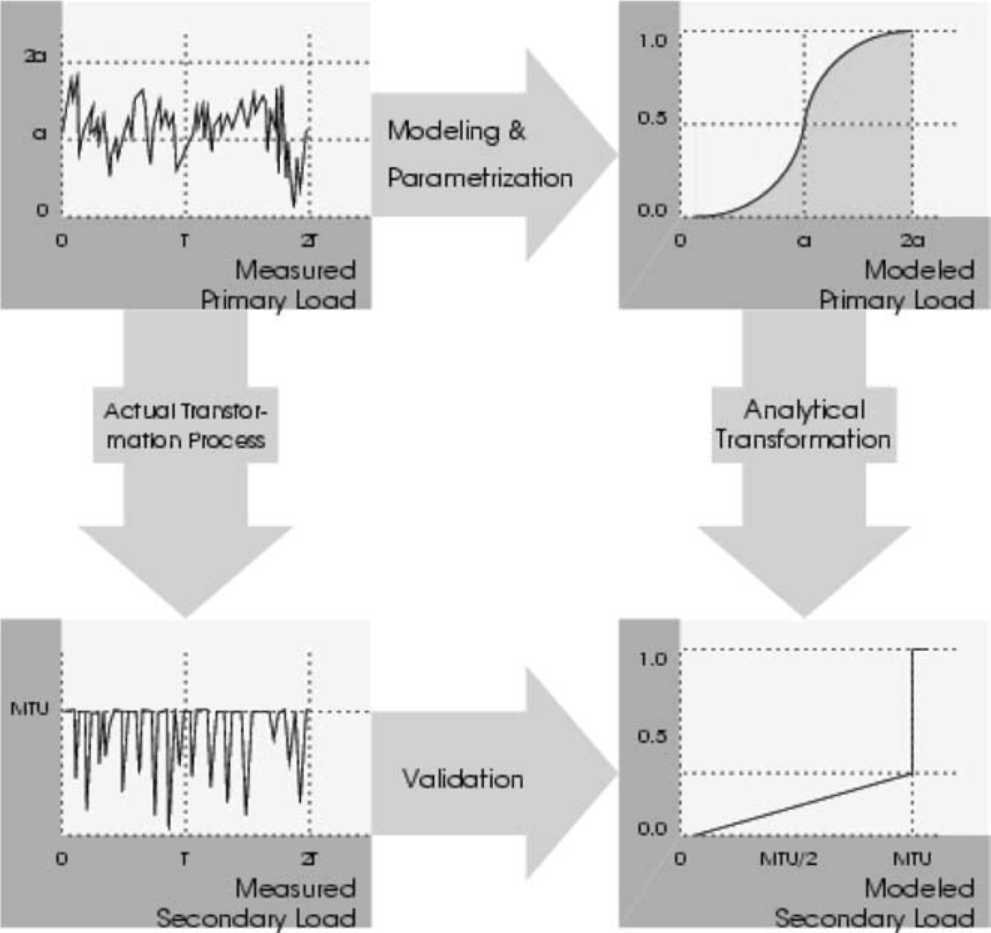 2a
a
0
0 T 2T
Measured
Primary Load
Modeling &
Parametrization
1.0
0.5
0.0
0 a 2a
Modeled
Primary Load
Actual Transfor-
mation Process
Analytical
Transformation
MTU
0 T 2T
Measured
Secondary Load
Validation
1.0
0.5
0.0
0 MTU/2 MTU
Modeled
Secondary Load